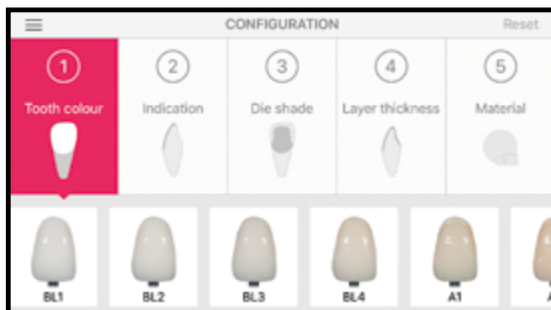 CONFIGURATION Reset
1 2 3 4 5
Tooth colour Indication Die shade Layer thickness Material
BL1 BL2 BL3 BL4 A1